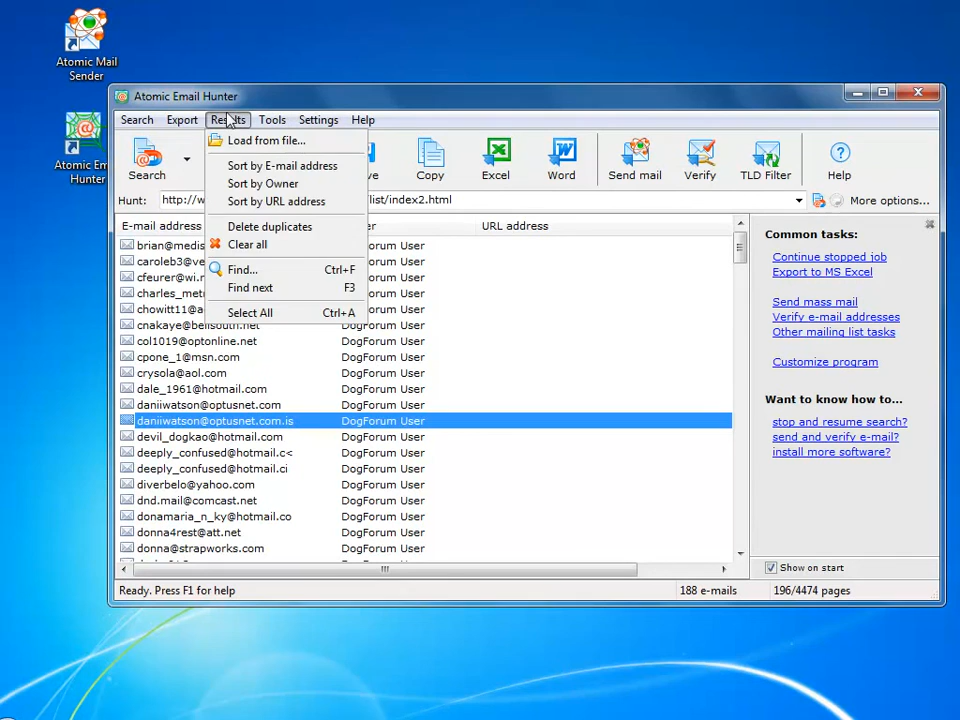 Atomic Mail
Sender
Atomic Em
Hunter
Atomic Email Hunter
Search Export Results Tools Settings Help
Load from file...
Sort by E-mail address
Sort by Owner
Sort by URL address
Delete duplicates
Clear all
Find... Ctrl+F
Find next F3
Select All Ctrl+A
Search Copy Excel Word Send mail Verify TLD Filter Help
Hunt: http://w list/index2.html More options...
E-mail address URL address
brian@medis User
caroleb3@ve User
cfeurer@wi.r User
charles_met User
chowitt11@a User
cnakaye@bellsouth.net DogForum User
col1019@optonline.net DogForum User
cpone_1@msn.com DogForum User
crysola@aol.com DogForum User
dale_1961@hotmail.com DogForum User
daniiwatson@optusnet.com DogForum User
daniiwatson@optusnet.com.is DogForum User
devil_dogkao@hotmail.com DogForum User
deeply_confused@hotmail.c< DogForum User
deeply_confused@hotmail.ci DogForum User
diverbelo@yahoo.com DogForum User
dnd.mail@comcast.net DogForum User
donamaria_n_ky@hotmail.co DogForum User
donna4rest@att.net DogForum User
donna@strapworks.com DogForum User
Common tasks:
Continue stopped job
Export to MS Excel
Send mass mail
Verify e-mail addresses
Other mailing list tasks
Customize program
Want to know how to...
stop and resume search?
send and verify e-mail?
install more software?
Show on start
Ready. Press F1 for help 188 e-mails 196/4474 pages